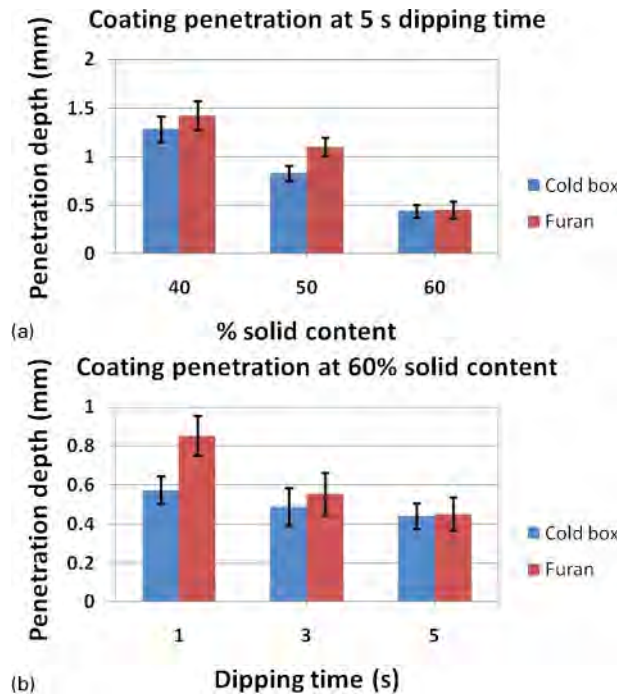 Coating penetration at 5 s dipping time
Penetration depth (mm)
2
1.5
1
0.5
0
40 50 60
Cold box
Furan
(a) % solid content
Coating penetration at 60% solid content
Penetration depth (mm)
1
0.8
0.6
0.4
0.2
0
1 3 5
Cold box
Furan
(b) Dipping time (s)